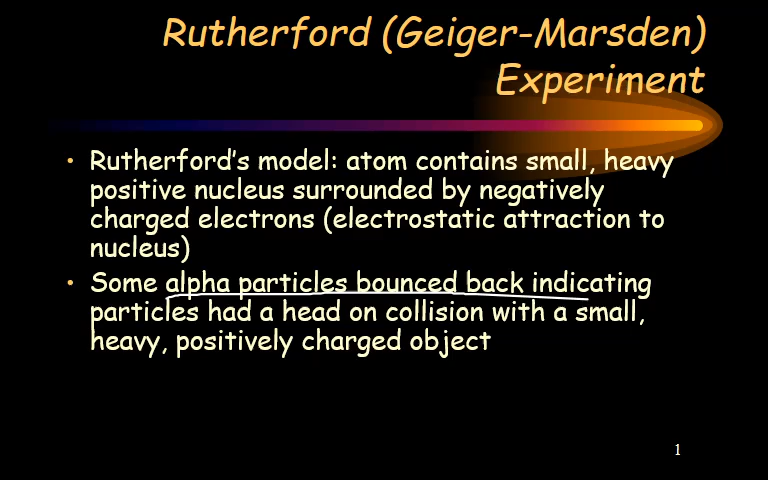 Rutherford (Geiger-Marsden)
Experiment
• Rutherford's model: atom contains small, heavy
positive nucleus surrounded by negatively
charged electrons (electrostatic attraction to
nucleus)
• Some alpha particles bounced back indicating
particles had a head on collision with a small,
heavy, positively charged object
1